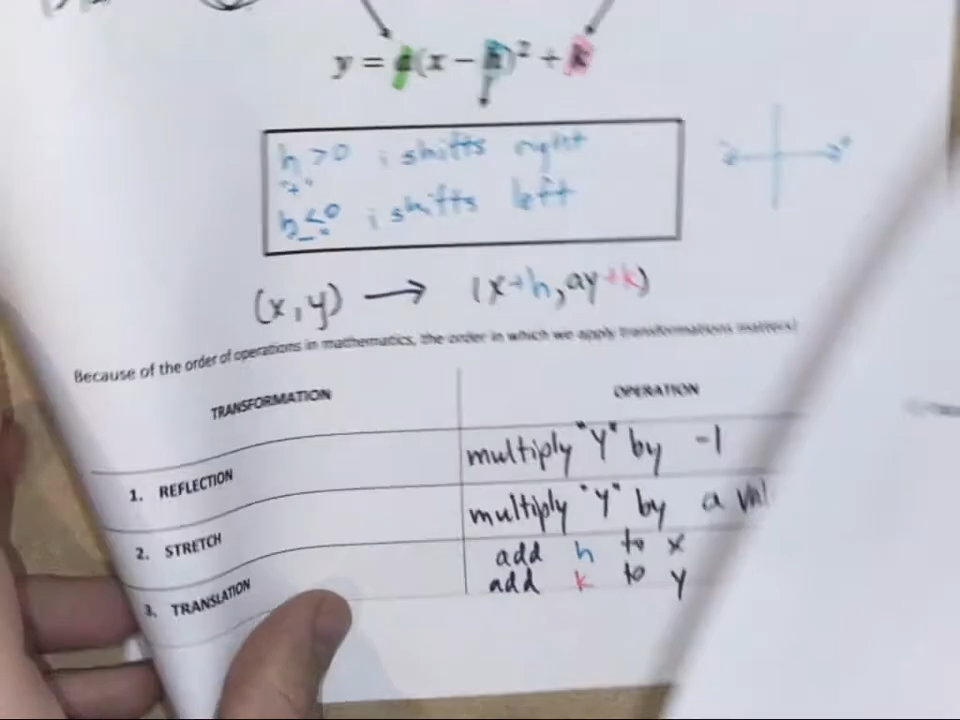 y = a(x − h)² + k
h > 0 ; shifts right
"+"
h < 0 ; shifts left
"-"
(x, y) → (x+h, ay+k)
Because of the order of operations in mathematics, the order in which we apply transformations matters!
TRANSFORMATION OPERATION
1. REFLECTION multiply "Y" by -1
2. STRETCH multiply "Y" by a
3. TRANSLATION add h to x
add k to y